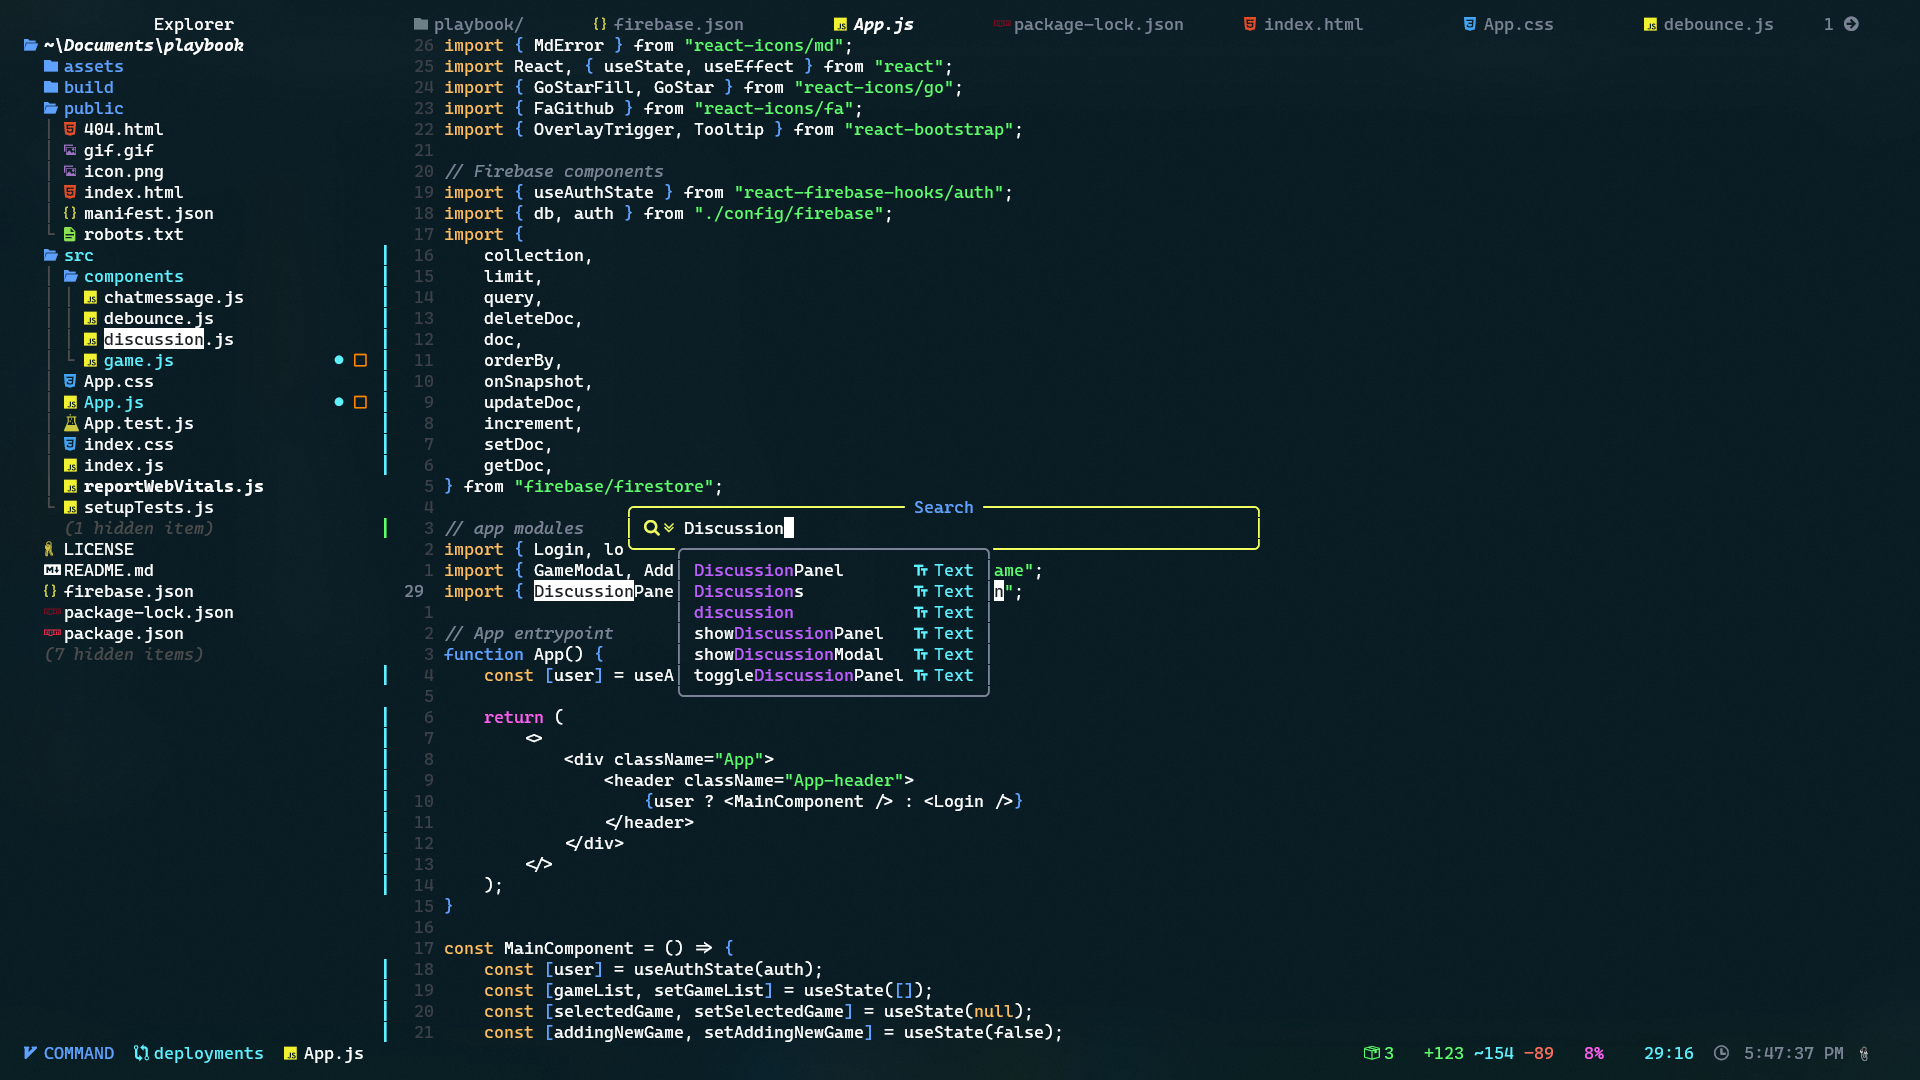 Explorer
~\Documents\playbook
assets
build
public
404.html
gif.gif
icon.png
index.html
manifest.json
robots.txt
src
components
chatmessage.js
debounce.js
discussion.js
game.js
App.css
App.js
App.test.js
index.css
index.js
reportWebVitals.js
setupTests.js
(1 hidden item)
LICENSE
README.md
firebase.json
package-lock.json
package.json
(7 hidden items)
playbook/ {} firebase.json App.js package-lock.json index.html App.css debounce.js 1
26 import { MdError } from "react-icons/md";
25 import React, { useState, useEffect } from "react";
24 import { GoStarFill, GoStar } from "react-icons/go";
23 import { FaGithub } from "react-icons/fa";
22 import { OverlayTrigger, Tooltip } from "react-bootstrap";
21
20 // Firebase components
19 import { useAuthState } from "react-firebase-hooks/auth";
18 import { db, auth } from "./config/firebase";
17 import {
16 collection,
15 limit,
14 query,
13 deleteDoc,
12 doc,
11 orderBy,
10 onSnapshot,
9 updateDoc,
8 increment,
7 setDoc,
6 getDoc,
5 } from "firebase/firestore";
4
3 // app modules
2 import { Login, lo
1 import { GameModal, Add ame";
29 import { DiscussionPane n";
1
2 // App entrypoint
3 function App() {
4 const [user] = useA
5
6 return (
7 <>
8 <div className="App">
9 <header className="App-header">
10 {user ? <MainComponent /> : <Login />}
11 </header>
12 </div>
13 </>
14 );
15 }
16
17 const MainComponent = () => {
18 const [user] = useAuthState(auth);
19 const [gameList, setGameList] = useState([]);
20 const [selectedGame, setSelectedGame] = useState(null);
21 const [addingNewGame, setAddingNewGame] = useState(false);
Search
Discussion
DiscussionPanel Text
Discussions Text
discussion Text
showDiscussionPanel Text
showDiscussionModal Text
toggleDiscussionPanel Text
COMMAND deployments App.js 3 +123 ~154 -89 8% 29:16 5:47:37 PM